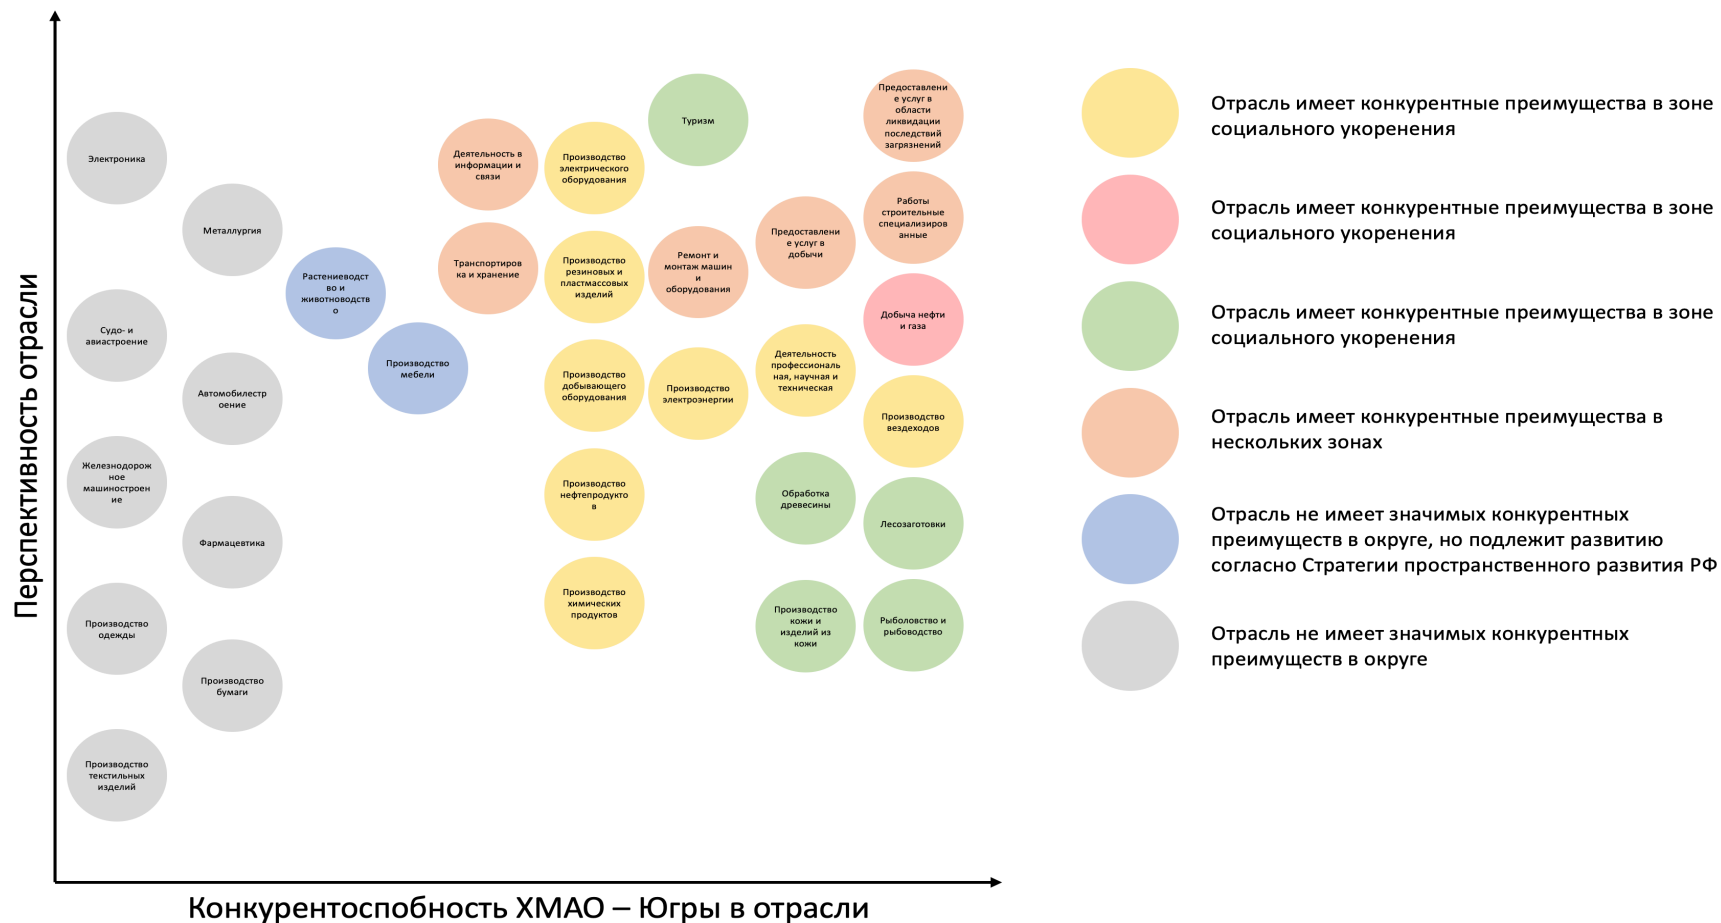 Перспективность отрасли
Электроника
Металлургия
Судо- и
авиастроение
Автомобилестр
оение
Железнодорож
ное
машиностроен
ие
Фармацевтика
Производство
одежды
Производство
бумаги
Производство
текстильных
изделий
Растениеводст
во и
животноводств
о
Производство
мебели
Деятельность в
информации и
связи
Транспортиров
ка и хранение
Производство
электрического
оборудования
Производство
резиновых и
пластмассовых
изделий
Производство
добывающего
оборудования
Производство
нефтепродукто
в
Производство
химических
продуктов
Туризм
Ремонт и
монтаж машин
и
оборудования
Производство
электроэнергии
Предоставлени
е услуг в
добычи
Деятельность
профессиональ
ная, научная и
техническая
Обработка
древесины
Производство
кожи и
изделий из
кожи
Предоставлени
е услуг в
области
ликвидации
последствий
загрязнений
Работы
строительные
специализиров
анные
Добыча нефти
и газа
Производство
вездеходов
Лесозаготовки
Рыболовство и
рыбоводство
Конкурентоспобность ХМАО – Югры в отрасли
Отрасль имеет конкурентные преимущества в зоне
социального укоренения
Отрасль имеет конкурентные преимущества в зоне
социального укоренения
Отрасль имеет конкурентные преимущества в зоне
социального укоренения
Отрасль имеет конкурентные преимущества в
нескольких зонах
Отрасль не имеет значимых конкурентных
преимуществ в округе, но подлежит развитию
согласно Стратегии пространственного развития РФ
Отрасль не имеет значимых конкурентных
преимуществ в округе